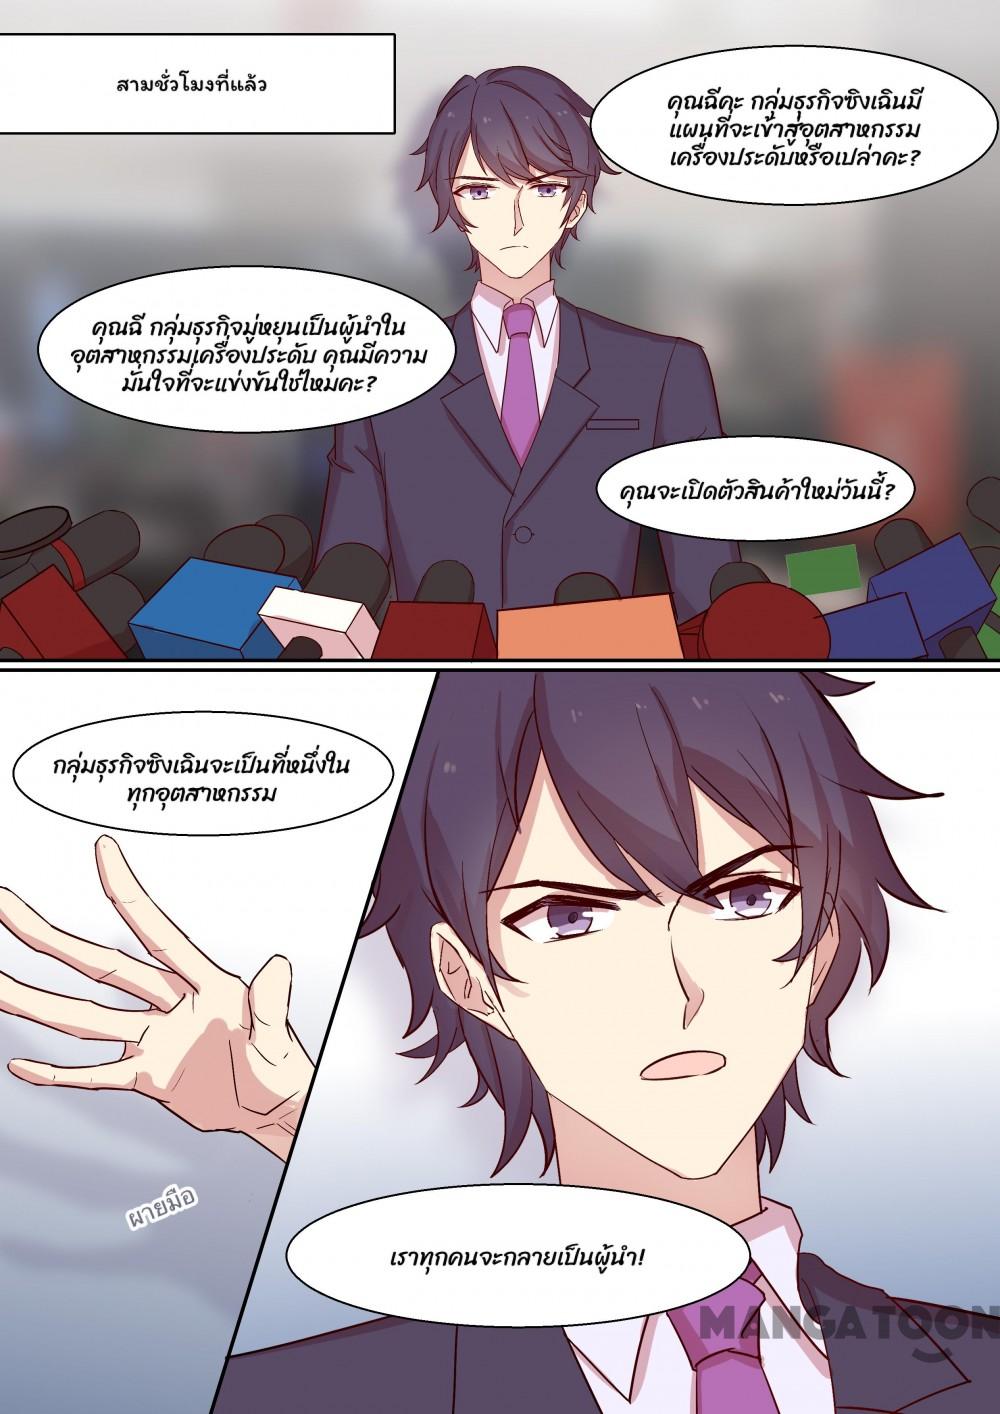 สามชั่วโมงที่แล้ว
คุณฉีคะ กลุ่มธุรกิจซิงเฉินมี
แผนที่จะเข้าสู่อุตสาหกรรม
เครื่องประดับหรือเปล่าคะ?
คุณฉี กลุ่มธุรกิจมู่หยุนเป็นผู้นำใน
อุตสาหกรรมเครื่องประดับ คุณมีความ
มั่นใจที่จะแข่งขันใช่ไหมคะ?
คุณจะเปิดตัวสินค้าใหม่วันนี้?
กลุ่มธุรกิจซิงเฉินจะเป็นที่หนึ่งใน
ทุกอุตสาหกรรม
ผายมือ
เราทุกคนจะกลายเป็นผู้นำ!
MANGATOON